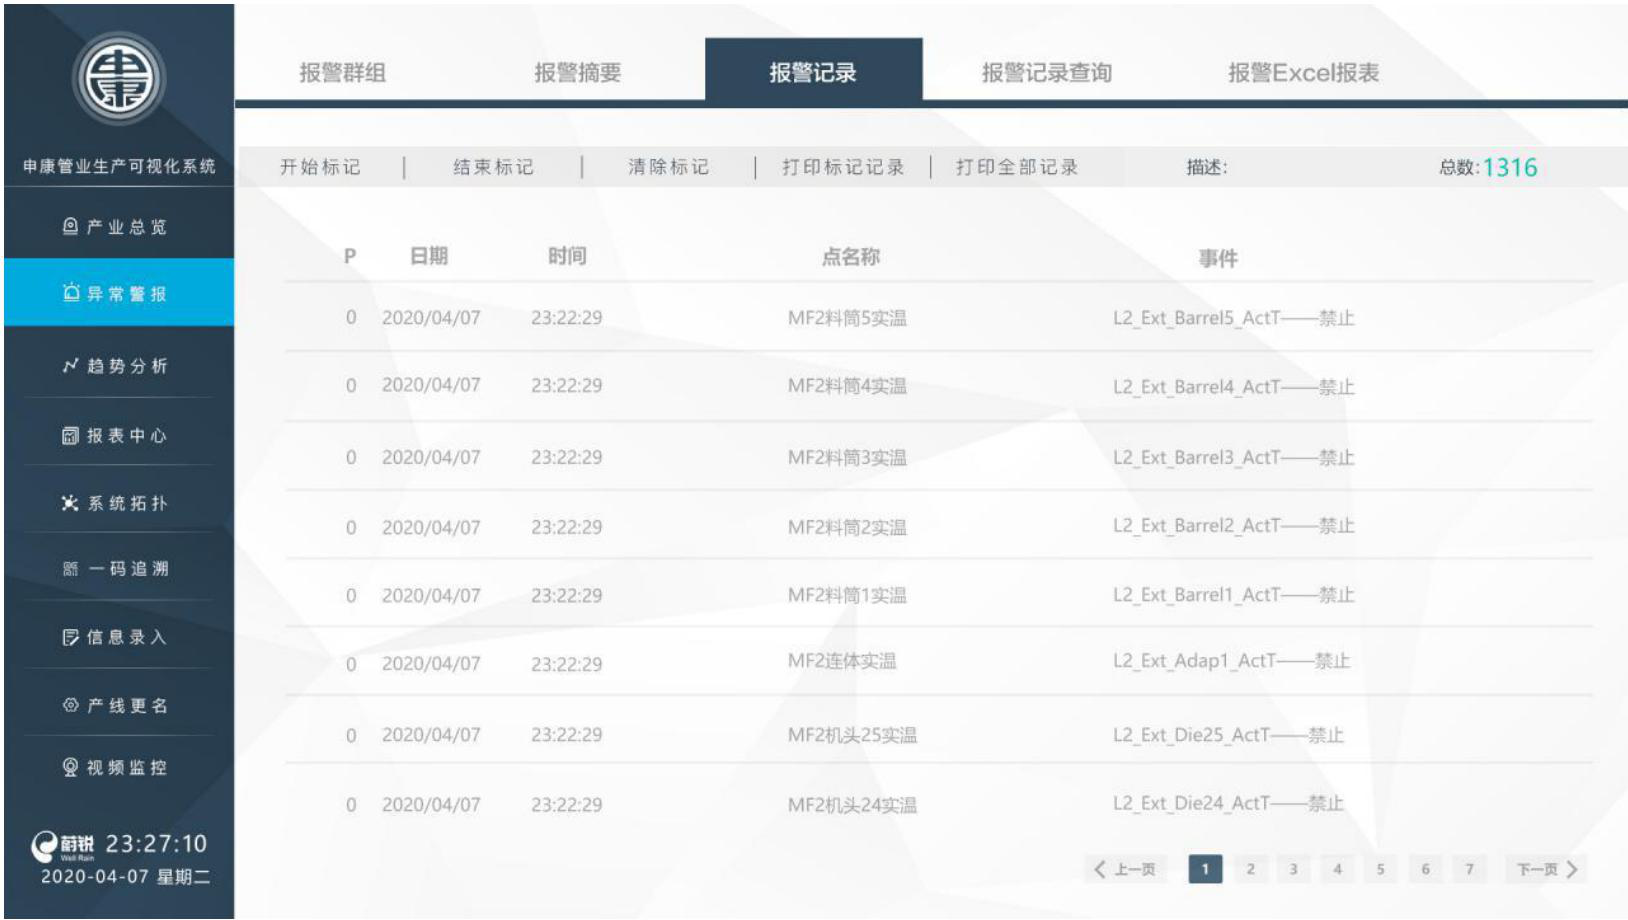 申康管业生产可视化系统
产业总览
异常警报
趋势分析
报表中心
系统拓扑
一码追溯
信息录入
产线更名
视频监控
蔚锐 23:27:10
Well Rain
2020-04-07 星期二
报警群组 报警摘要 报警记录 报警记录查询 报警Excel报表
开始标记 | 结束标记 | 清除标记 | 打印标记记录 | 打印全部记录 描述: 总数:1316
P 日期 时间 点名称 事件
0 2020/04/07 23:22:29 MF2料筒5实温 L2_Ext_Barrel5_ActT——禁止
0 2020/04/07 23:22:29 MF2料筒4实温 L2_Ext_Barrel4_ActT——禁止
0 2020/04/07 23:22:29 MF2料筒3实温 L2_Ext_Barrel3_ActT——禁止
0 2020/04/07 23:22:29 MF2料筒2实温 L2_Ext_Barrel2_ActT——禁止
0 2020/04/07 23:22:29 MF2料筒1实温 L2_Ext_Barrel1_ActT——禁止
0 2020/04/07 23:22:29 MF2连体实温 L2_Ext_Adap1_ActT——禁止
0 2020/04/07 23:22:29 MF2机头25实温 L2_Ext_Die25_ActT——禁止
0 2020/04/07 23:22:29 MF2机头24实温 L2_Ext_Die24_ActT——禁止
上一页 1 2 3 4 5 6 7 下一页